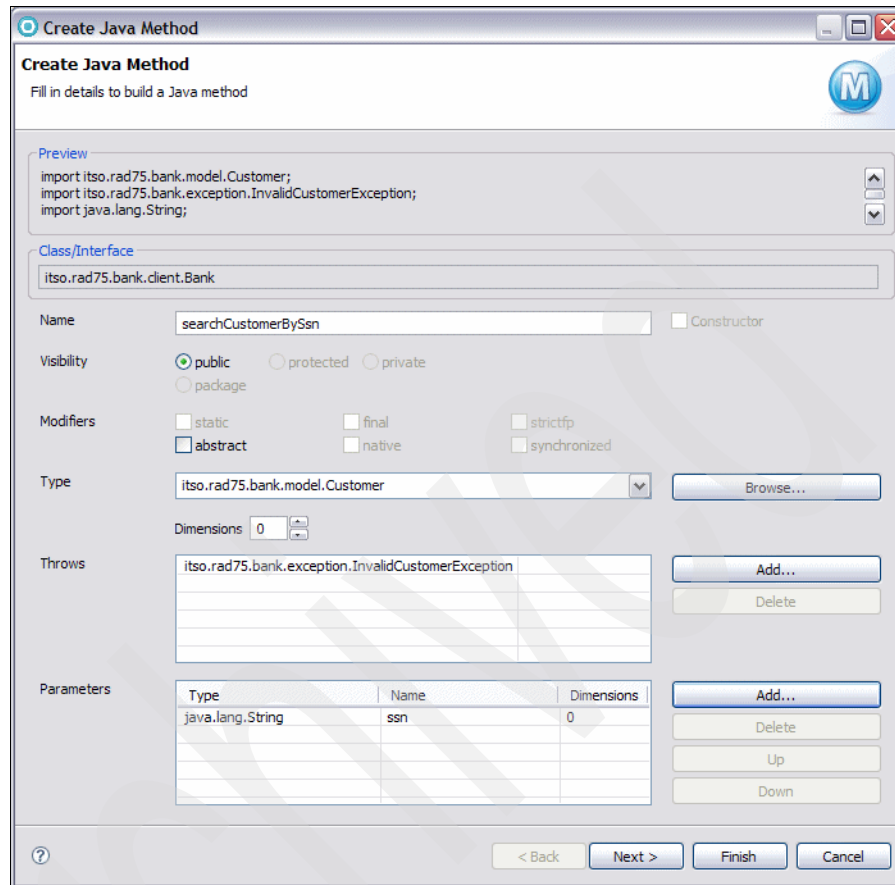 Create Java Method
Create Java Method
Fill in details to build a Java method
M
Preview
import itso.rad75.bank.model.Customer;
import itso.rad75.bank.exception.InvalidCustomerException;
import java.lang.String;
Class/Interface
itso.rad75.bank.client.Bank
Name searchCustomerBySsn Constructor
Visibility public protected private
package
Modifiers static final strictfp
abstract native synchronized
Type itso.rad75.bank.model.Customer Browse...
Dimensions 0
Throws itso.rad75.bank.exception.InvalidCustomerException Add...
Delete
Parameters Type Name Dimensions Add...
java.lang.String ssn 0
Delete
Up
Down
? < Back Next > Finish Cancel